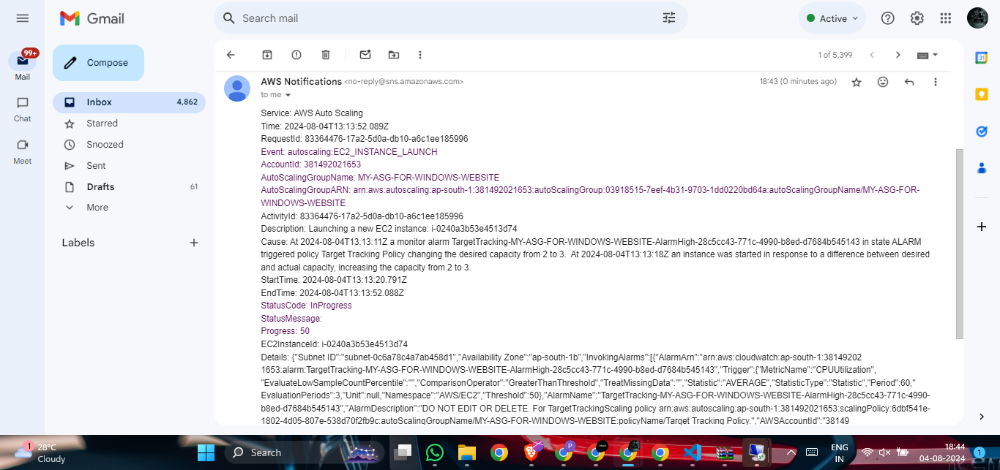 Gmail
Search mail
Active
99+
Mail
Chat
Meet
Compose
Inbox 4,862
Starred
Snoozed
Sent
Drafts 61
More
Labels
1 of 5,399
AWS Notifications <no-reply@sns.amazonaws.com>
18:43 (0 minutes ago)
to me
Service: AWS Auto Scaling
Time: 2024-08-04T13:13:52.089Z
RequestId: 83364476-17a2-5d0a-db10-a6c1ee185996
Event: autoscaling:EC2_INSTANCE_LAUNCH
AccountId: 381492021653
AutoScalingGroupName: MY-ASG-FOR-WINDOWS-WEBSITE
AutoScalingGroupARN: arn:aws:autoscaling:ap-south-1:381492021653:autoScalingGroup:03918515-7eef-4b31-9703-1dd0220bd64a:autoScalingGroupName/MY-ASG-FOR-
WINDOWS-WEBSITE
ActivityId: 83364476-17a2-5d0a-db10-a6c1ee185996
Description: Launching a new EC2 instance: i-0240a3b53e4513d74
Cause: At 2024-08-04T13:13:11Z a monitor alarm TargetTracking-MY-ASG-FOR-WINDOWS-WEBSITE-AlarmHigh-28c5cc43-771c-4990-b8ed-d7684b545143 in state ALARM
triggered policy Target Tracking Policy changing the desired capacity from 2 to 3.  At 2024-08-04T13:13:18Z an instance was started in response to a difference between desired
and actual capacity, increasing the capacity from 2 to 3.
StartTime: 2024-08-04T13:13:20.791Z
EndTime: 2024-08-04T13:13:52.088Z
StatusCode: InProgress
StatusMessage:
Progress: 50
EC2InstanceId: i-0240a3b53e4513d74
Details: {"Subnet ID":"subnet-0c6a78c4a7ab458d1","Availability Zone":"ap-south-1b","InvokingAlarms":[{"AlarmArn":"arn:aws:cloudwatch:ap-south-1:38149202
1653:alarm:TargetTracking-MY-ASG-FOR-WINDOWS-WEBSITE-AlarmHigh-28c5cc43-771c-4990-b8ed-d7684b545143","Trigger":{"MetricName":"CPUUtilization",
"EvaluateLowSampleCountPercentile":"","ComparisonOperator":"GreaterThanThreshold","TreatMissingData":"","Statistic":"AVERAGE","StatisticType":"Statistic","Period":60,"
EvaluationPeriods":3,"Unit":null,"Namespace":"AWS/EC2","Threshold":50},"AlarmName":"TargetTracking-MY-ASG-FOR-WINDOWS-WEBSITE-AlarmHigh-28c5cc43-771c-4990-
b8ed-d7684b545143","AlarmDescription":"DO NOT EDIT OR DELETE. For TargetTrackingScaling policy arn:aws:autoscaling:ap-south-1:381492021653:scalingPolicy:6dbf541e-
1802-4d05-807e-538d70f2fb9c:autoScalingGroupName/MY-ASG-FOR-WINDOWS-WEBSITE:policyName/Target Tracking Policy.","AWSAccountId":"38149
31
1
28°C
Cloudy
Search
P
ENG
IN
18:44
04-08-2024
1